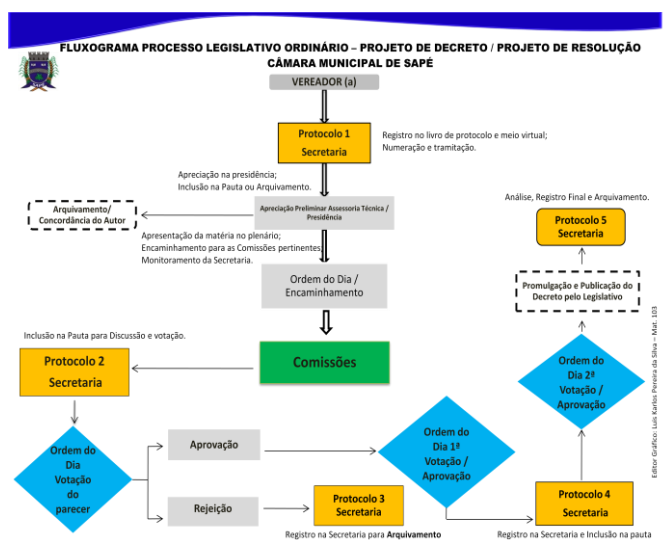 FLUXOGRAMA PROCESSO LEGISLATIVO ORDINÁRIO – PROJETO DE DECRETO / PROJETO DE RESOLUÇÃO
CÂMARA MUNICIPAL DE SAPÉ
SAPÉ
VEREADOR (a)
Protocolo 1
Secretaria
Registro no livro de protocolo e meio virtual;
Numeração e tramitação.
Apreciação na presidência;
Inclusão na Pauta ou Arquivamento.
Apreciação Preliminar Assessoria Técnica /
Presidência
Arquivamento/
Concordância do Autor
Apresentação da matéria no plenário;
Encaminhamento para as Comissões pertinentes;
Monitoramento da Secretaria.
Ordem do Dia /
Encaminhamento
Comissões
Inclusão na Pauta para Discussão e votação.
Protocolo 2
Secretaria
Ordem do
Dia
Votação
do
parecer
Aprovação
Rejeição
Protocolo 3
Secretaria
Registro na Secretaria para Arquivamento
Ordem do
Dia 1ª
Votação /
Aprovação
Protocolo 4
Secretaria
Registro na Secretaria e Inclusão na pauta
Ordem do
Dia 2ª
Votação /
Aprovação
Promulgação e Publicação do
Decreto pelo Legislativo
Análise, Registro Final e Arquivamento.
Protocolo 5
Secretaria
Editor Gráfico: Luis Karlos Pereira da Silva – Mat. 103